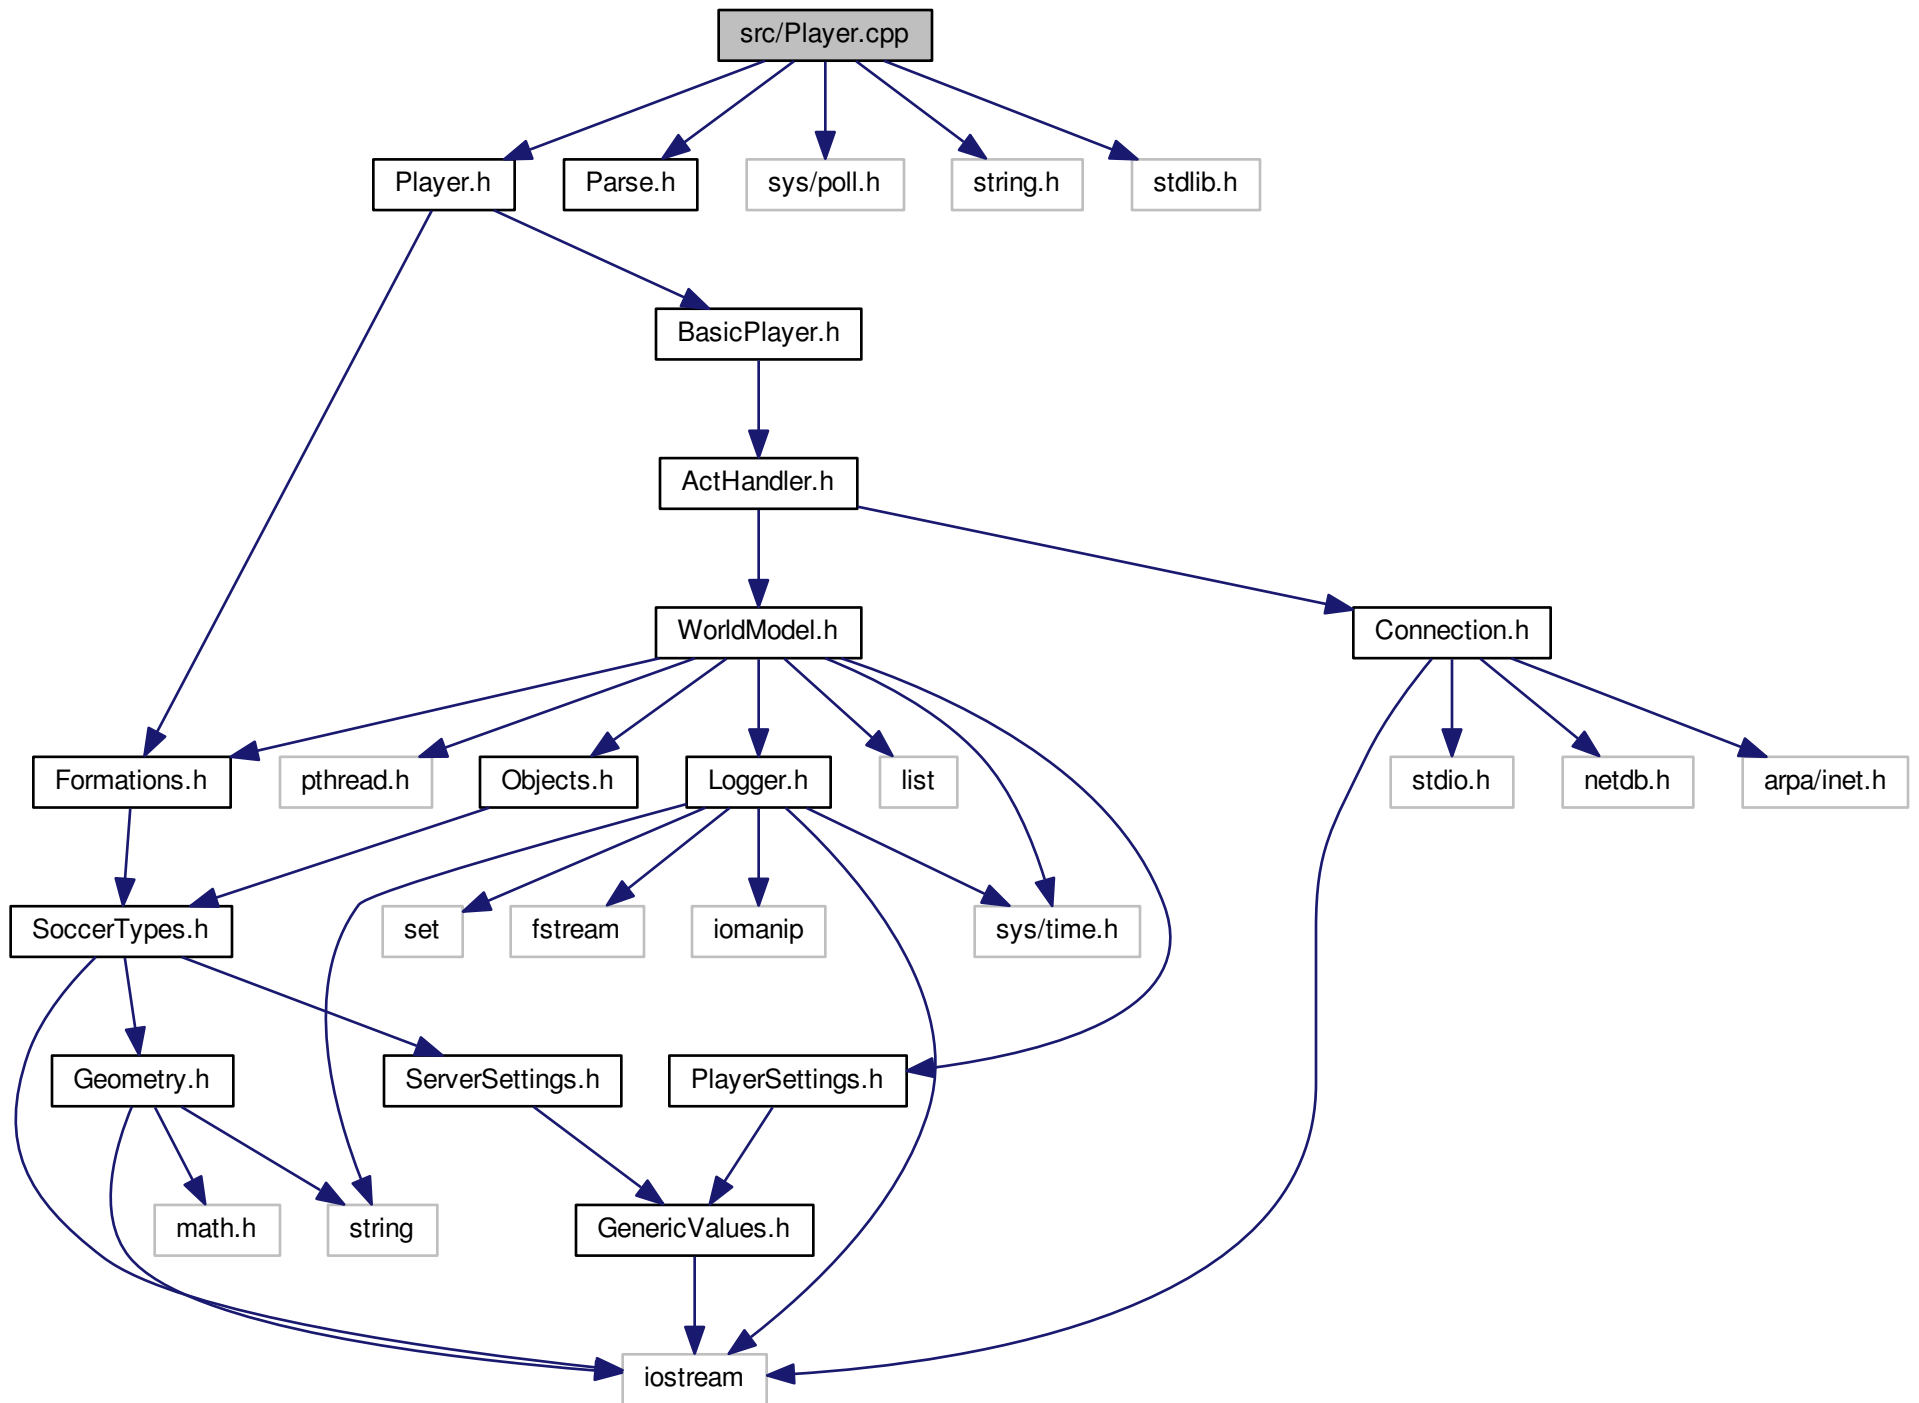 src/Player.cpp
Player.h
Parse.h
sys/poll.h
string.h
stdlib.h
BasicPlayer.h
ActHandler.h
WorldModel.h
Connection.h
Formations.h
pthread.h
Objects.h
Logger.h
list
stdio.h
netdb.h
arpa/inet.h
SoccerTypes.h
set
fstream
iomanip
sys/time.h
Geometry.h
ServerSettings.h
PlayerSettings.h
math.h
string
GenericValues.h
iostream